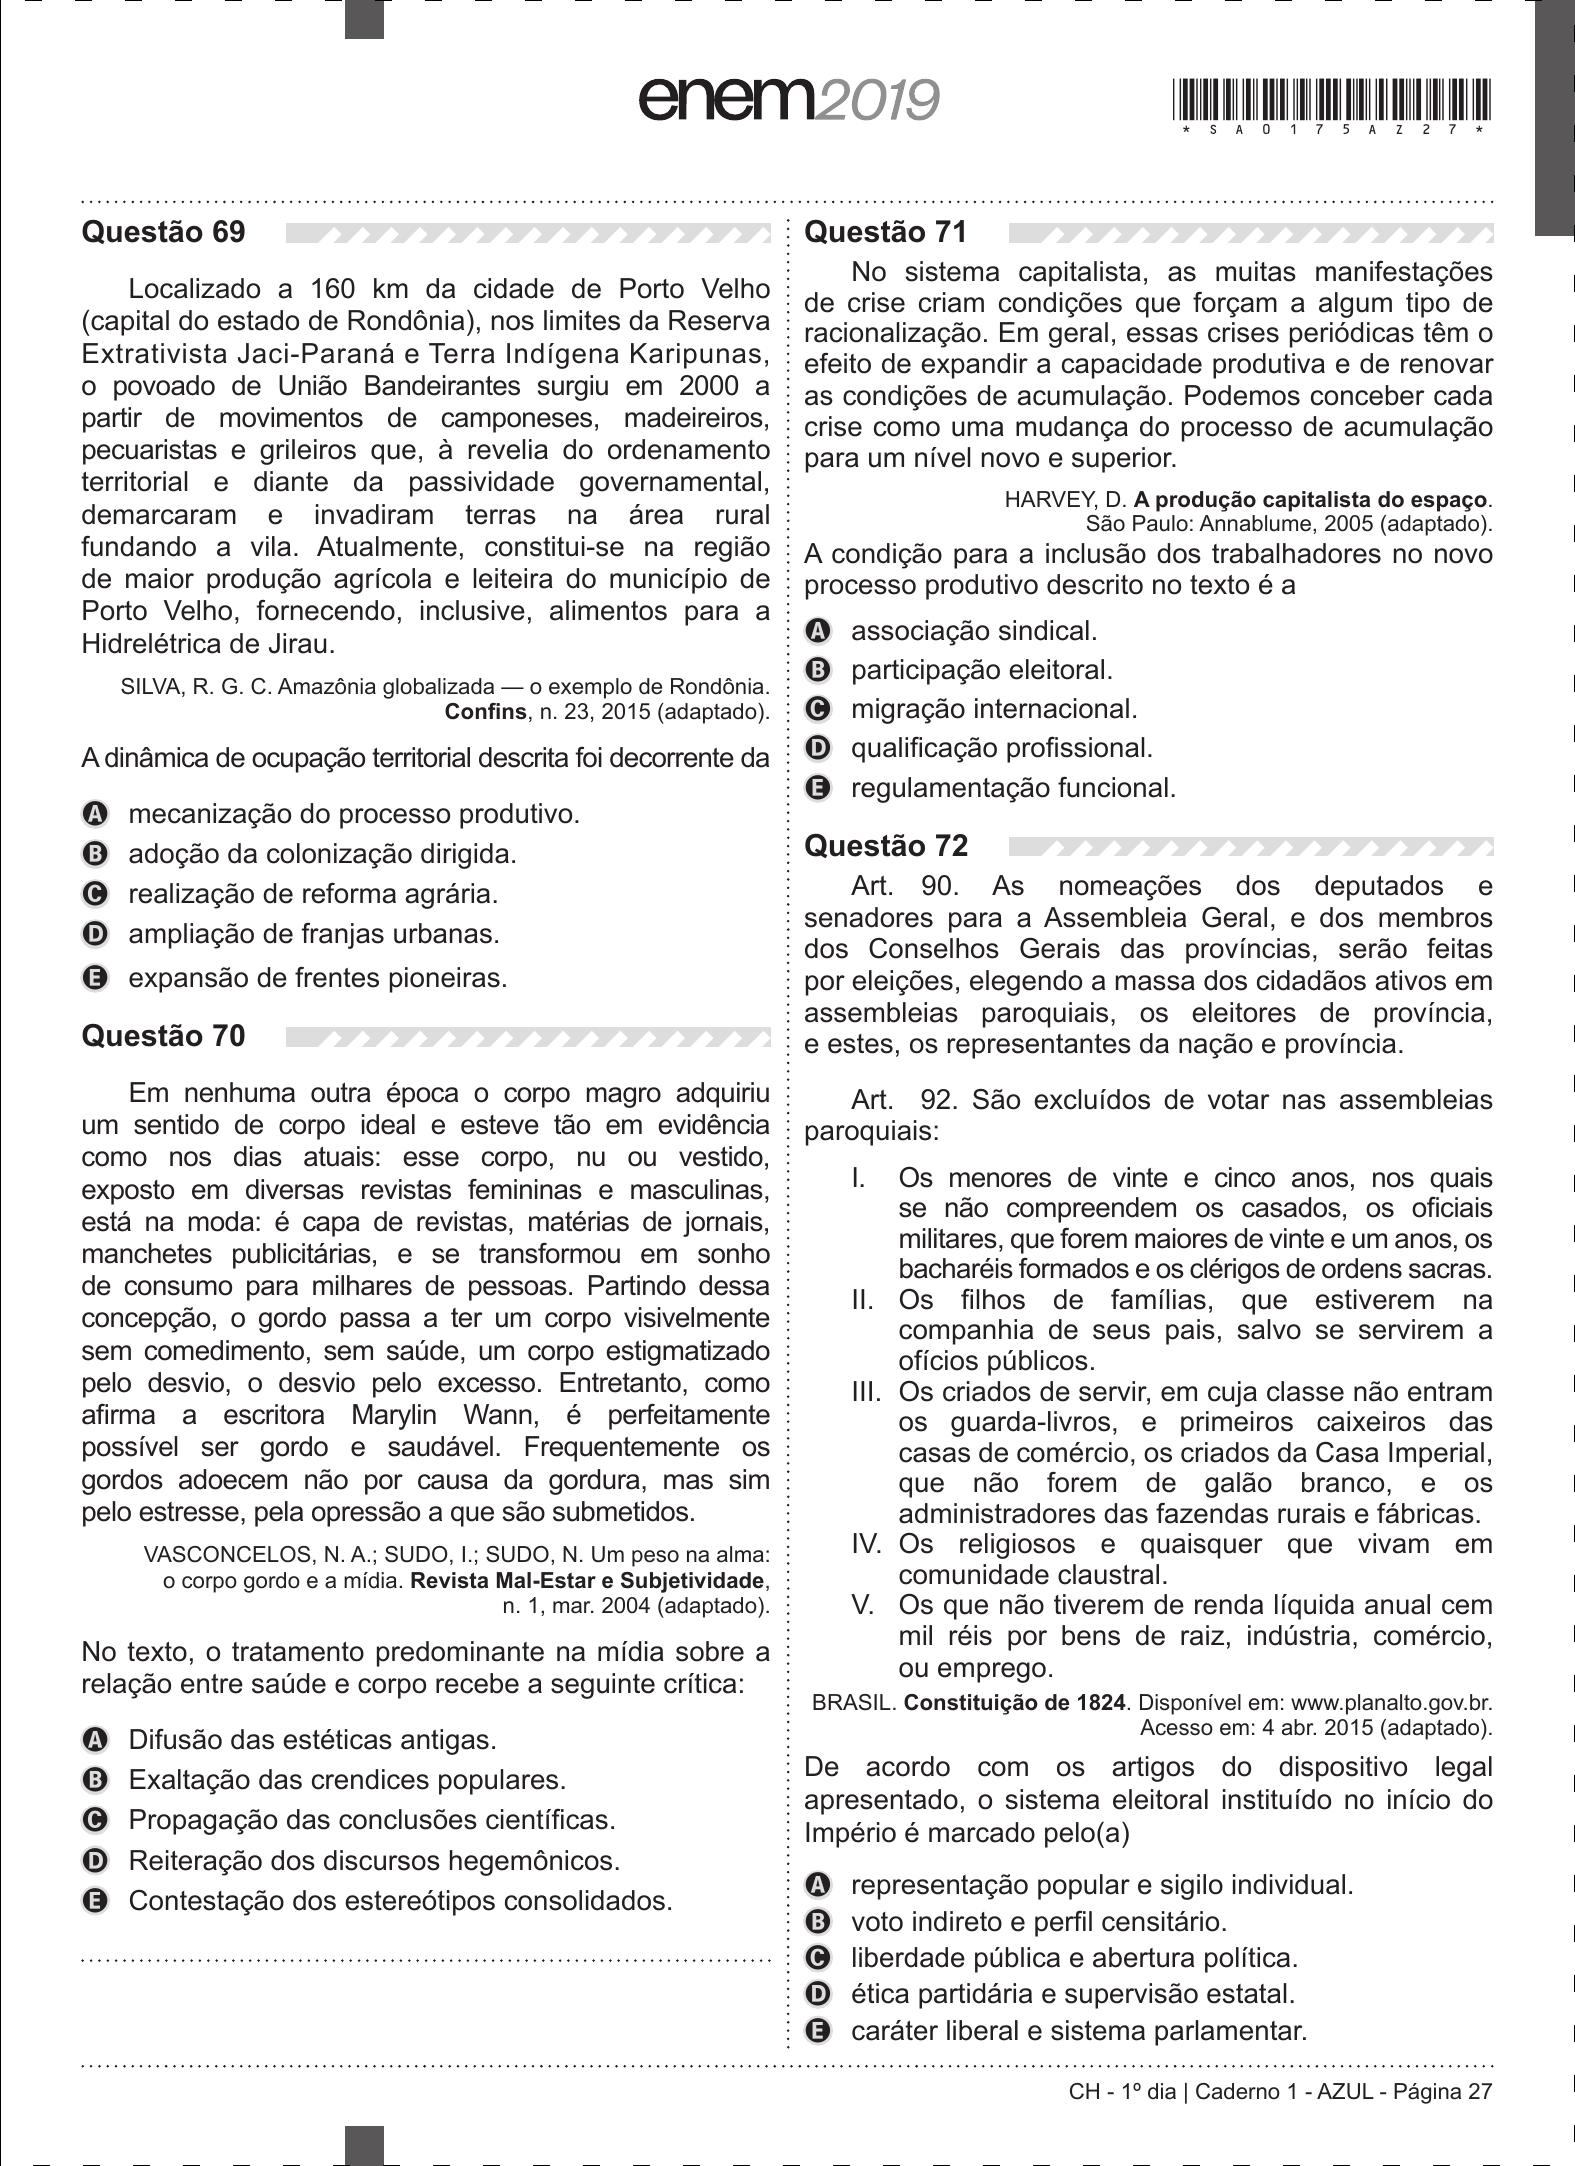 enem2019
*SA0175AZ27*
Questão 69
Localizado a 160 km da cidade de Porto Velho
(capital do estado de Rondônia), nos limites da Reserva
Extrativista Jaci-Paraná e Terra Indígena Karipunas,
o povoado de União Bandeirantes surgiu em 2000 a
partir de movimentos de camponeses, madeireiros,
pecuaristas e grileiros que, à revelia do ordenamento
territorial e diante da passividade governamental,
demarcaram e invadiram terras na área rural
fundando a vila. Atualmente, constitui-se na região
de maior produção agrícola e leiteira do município de
Porto Velho, fornecendo, inclusive, alimentos para a
Hidrelétrica de Jirau.
SILVA, R. G. C. Amazônia globalizada — o exemplo de Rondônia.
Confins, n. 23, 2015 (adaptado).
A dinâmica de ocupação territorial descrita foi decorrente da
A mecanização do processo produtivo.
B adoção da colonização dirigida.
C realização de reforma agrária.
D ampliação de franjas urbanas.
E expansão de frentes pioneiras.
Questão 70
Em nenhuma outra época o corpo magro adquiriu
um sentido de corpo ideal e esteve tão em evidência
como nos dias atuais: esse corpo, nu ou vestido,
exposto em diversas revistas femininas e masculinas,
está na moda: é capa de revistas, matérias de jornais,
manchetes publicitárias, e se transformou em sonho
de consumo para milhares de pessoas. Partindo dessa
concepção, o gordo passa a ter um corpo visivelmente
sem comedimento, sem saúde, um corpo estigmatizado
pelo desvio, o desvio pelo excesso. Entretanto, como
afirma a escritora Marylin Wann, é perfeitamente
possível ser gordo e saudável. Frequentemente os
gordos adoecem não por causa da gordura, mas sim
pelo estresse, pela opressão a que são submetidos.
VASCONCELOS, N. A.; SUDO, I.; SUDO, N. Um peso na alma:
o corpo gordo e a mídia. Revista Mal-Estar e Subjetividade,
n. 1, mar. 2004 (adaptado).
No texto, o tratamento predominante na mídia sobre a
relação entre saúde e corpo recebe a seguinte crítica:
A Difusão das estéticas antigas.
B Exaltação das crendices populares.
C Propagação das conclusões científicas.
D Reiteração dos discursos hegemônicos.
E Contestação dos estereótipos consolidados.
Questão 71
No sistema capitalista, as muitas manifestações
de crise criam condições que forçam a algum tipo de
racionalização. Em geral, essas crises periódicas têm o
efeito de expandir a capacidade produtiva e de renovar
as condições de acumulação. Podemos conceber cada
crise como uma mudança do processo de acumulação
para um nível novo e superior.
HARVEY, D. A produção capitalista do espaço.
São Paulo: Annablume, 2005 (adaptado).
A condição para a inclusão dos trabalhadores no novo
processo produtivo descrito no texto é a
A associação sindical.
B participação eleitoral.
C migração internacional.
D qualificação profissional.
E regulamentação funcional.
Questão 72
Art. 90. As nomeações dos deputados e
senadores para a Assembleia Geral, e dos membros
dos Conselhos Gerais das províncias, serão feitas
por eleições, elegendo a massa dos cidadãos ativos em
assembleias paroquiais, os eleitores de província,
e estes, os representantes da nação e província.
Art. 92. São excluídos de votar nas assembleias
paroquiais:
I. Os menores de vinte e cinco anos, nos quais
se não compreendem os casados, os oficiais
militares, que forem maiores de vinte e um anos, os
bacharéis formados e os clérigos de ordens sacras.
II. Os filhos de famílias, que estiverem na
companhia de seus pais, salvo se servirem a
ofícios públicos.
III. Os criados de servir, em cuja classe não entram
os guarda-livros, e primeiros caixeiros das
casas de comércio, os criados da Casa Imperial,
que não forem de galão branco, e os
administradores das fazendas rurais e fábricas.
IV. Os religiosos e quaisquer que vivam em
comunidade claustral.
V. Os que não tiverem de renda líquida anual cem
mil réis por bens de raiz, indústria, comércio,
ou emprego.
BRASIL. Constituição de 1824. Disponível em: www.planalto.gov.br.
Acesso em: 4 abr. 2015 (adaptado).
De acordo com os artigos do dispositivo legal
apresentado, o sistema eleitoral instituído no início do
Império é marcado pelo(a)
A representação popular e sigilo individual.
B voto indireto e perfil censitário.
C liberdade pública e abertura política.
D ética partidária e supervisão estatal.
E caráter liberal e sistema parlamentar.
CH - 1º dia | Caderno 1 - AZUL - Página 27